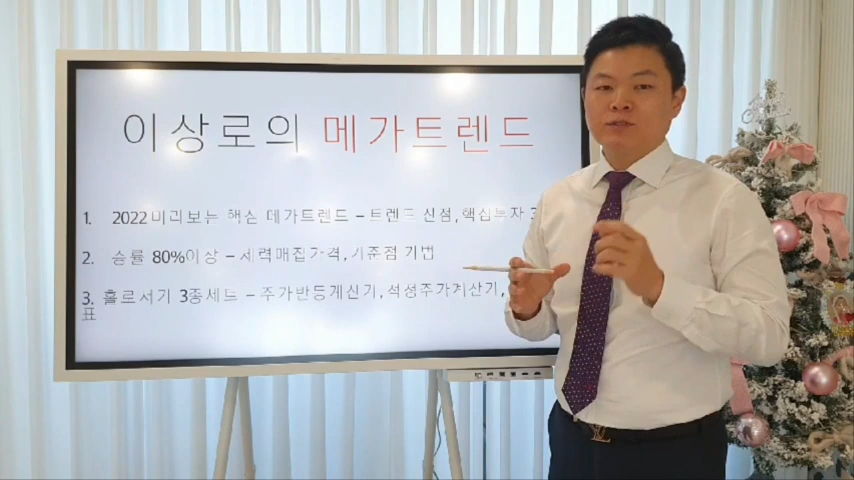 이상로의 메가트렌드
1. 2022 미리보는 핵심 메가트렌드 – 트렌드 선점, 핵심투자
2. 승률 80%이상 – 세력매집가격, 기준점 기법
3. 홀로서기 3종세트 – 주가반등계산기, 적정주가계산기,
표